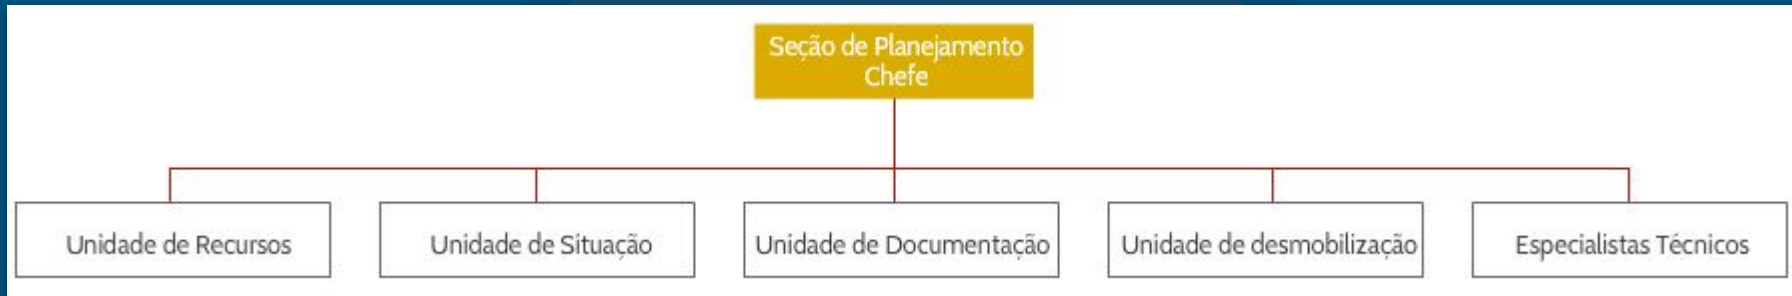 Seção de Planejamento
Chefe
Unidade de Recursos
Unidade de Situação
Unidade de Documentação
Unidade de desmobilização
Especialistas Técnicos